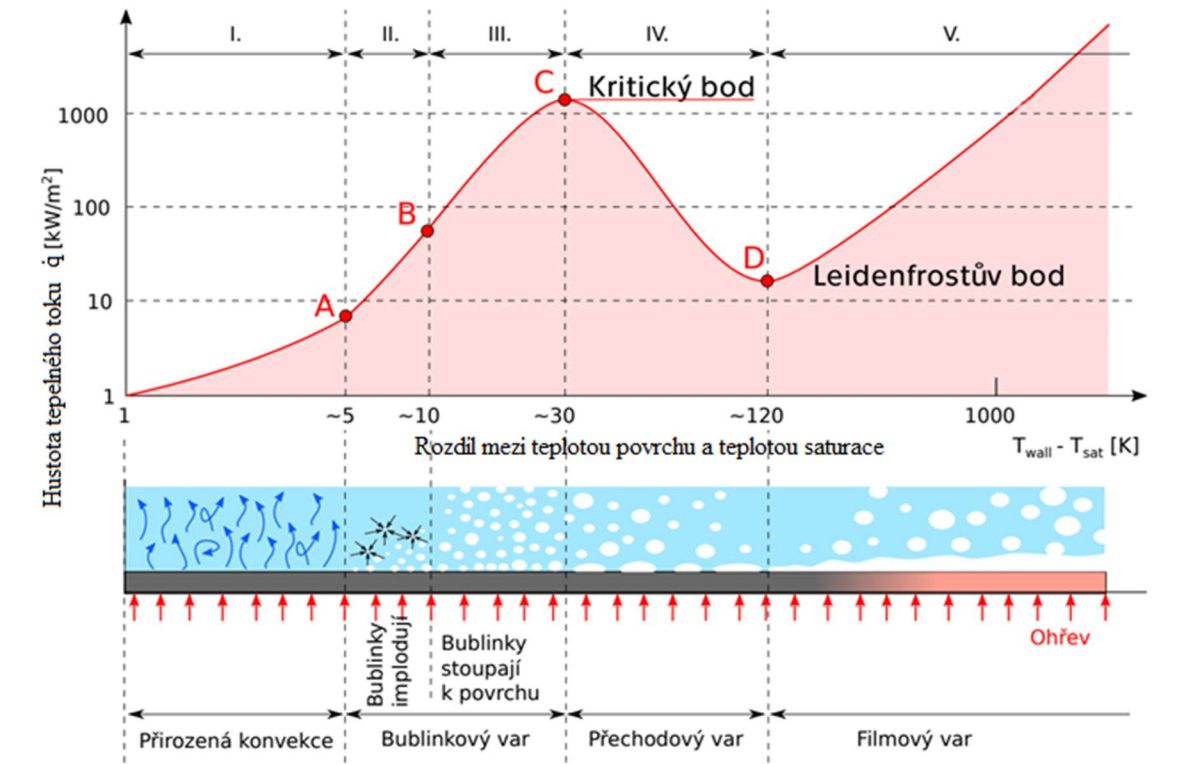 I.
II.
III.
IV.
V.
C
Kritický bod
1000
100
B
D
Leidenfrostův bod
10
A
1
Hustota tepelného toku q̇ [kW/m²]
1
~5
~10
~30
~120
1000
Rozdíl mezi teplotou povrchu a teplotou saturace
Twall - Tsat [K]
Ohřev
Bublinky
implodují
Bublinky
stoupají
k povrchu
Přirozená konvekce
Bublinkový var
Přechodový var
Filmový var